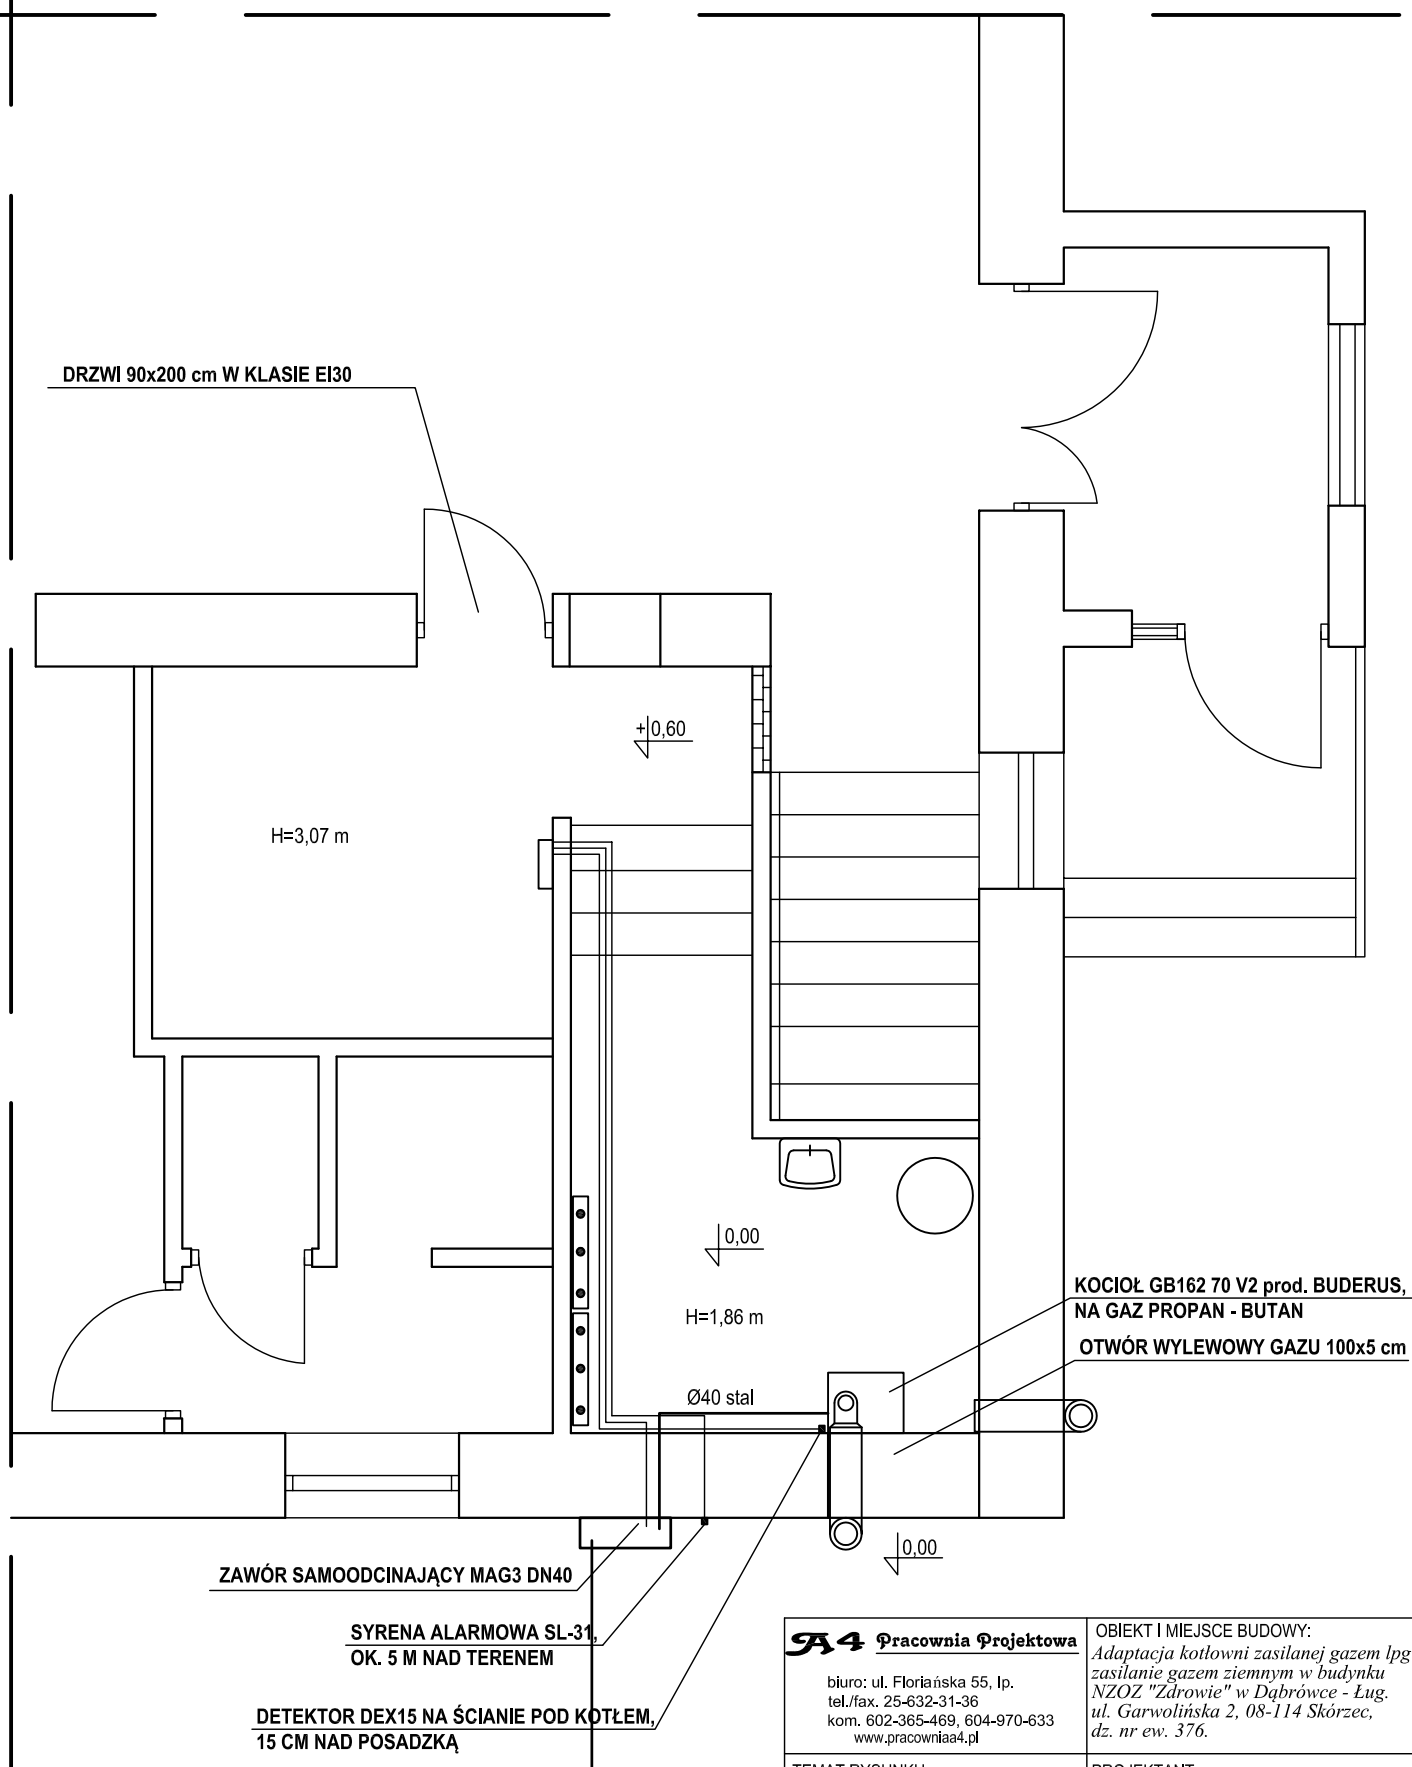 DRZWI 90x200 cm W KLASIE EI30
+0,60
H=3,07 m
0,00
H=1,86 m
KOCIOŁ GB162 70 V2 prod. BUDERUS,
NA GAZ PROPAN - BUTAN
OTWÓR WYLEWOWY GAZU 100x5 cm
Ø40 stal
0,00
ZAWÓR SAMOODCINAJĄCY MAG3 DN40
SYRENA ALARMOWA SL-31,
OK. 5 M NAD TERENEM
DETEKTOR DEX15 NA ŚCIANIE POD KOTŁEM,
15 CM NAD POSADZKĄ
A4 Pracownia Projektowa
biuro: ul. Floriańska 55, Ip.
tel./fax. 25-632-31-36
kom. 602-365-469, 604-970-633
www.pracowniaa4.pl
OBIEKT I MIEJSCE BUDOWY:
Adaptacja kotłowni zasilanej gazem lpg
zasilanie gazem ziemnym w budynku
NZOZ "Zdrowie" w Dąbrówce - Ług.
ul. Garwolińska 2, 08-114 Skórzec,
dz. nr ew. 376.
TEMAT RYSUNKU:
PROJEKTANT: